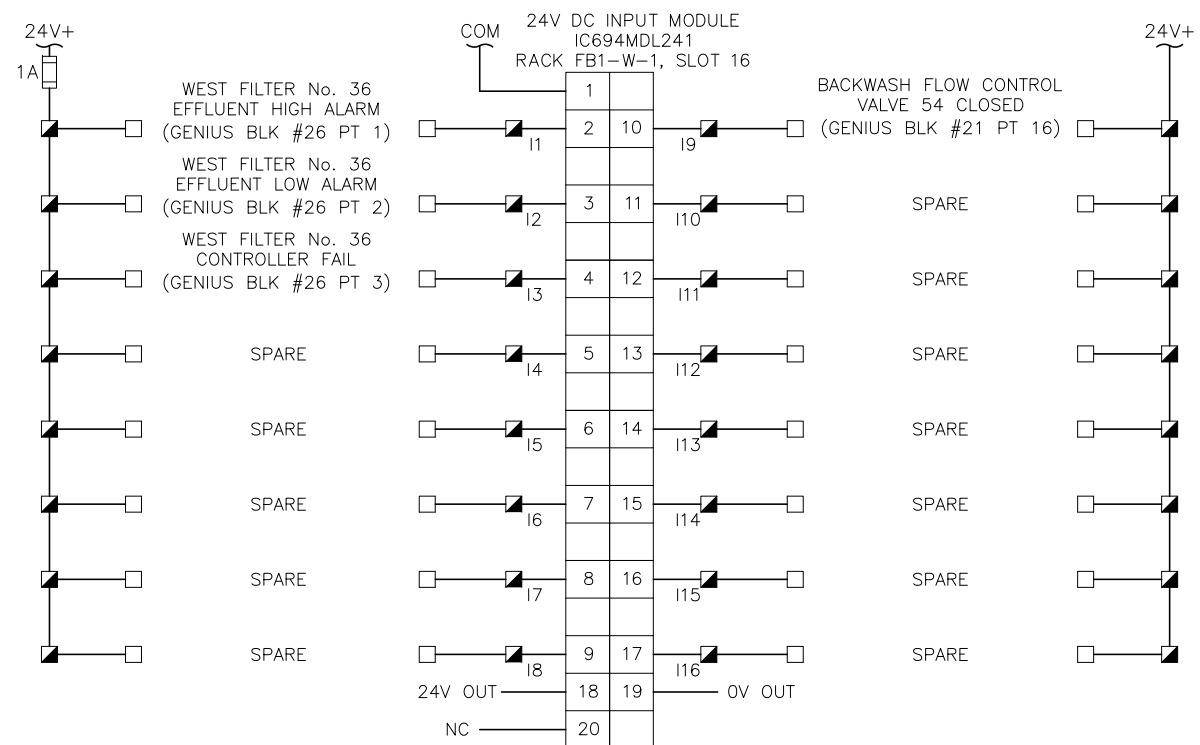 24V DC INPUT MODULE
IC694MDL241
RACK FB1-W-1, SLOT 16
24V+
1A
COM
24V+
1
WEST FILTER No. 36
EFFLUENT HIGH ALARM
(GENIUS BLK #26 PT 1)
I1
2
10
I9
BACKWASH FLOW CONTROL
VALVE 54 CLOSED
(GENIUS BLK #21 PT 16)
WEST FILTER No. 36
EFFLUENT LOW ALARM
(GENIUS BLK #26 PT 2)
I2
3
11
I10
SPARE
WEST FILTER No. 36
CONTROLLER FAIL
(GENIUS BLK #26 PT 3)
I3
4
12
I11
SPARE
SPARE
I4
5
13
I12
SPARE
SPARE
I5
6
14
I13
SPARE
SPARE
I6
7
15
I14
SPARE
SPARE
I7
8
16
I15
SPARE
SPARE
I8
9
17
I16
SPARE
24V OUT
18
19
0V OUT
NC
20